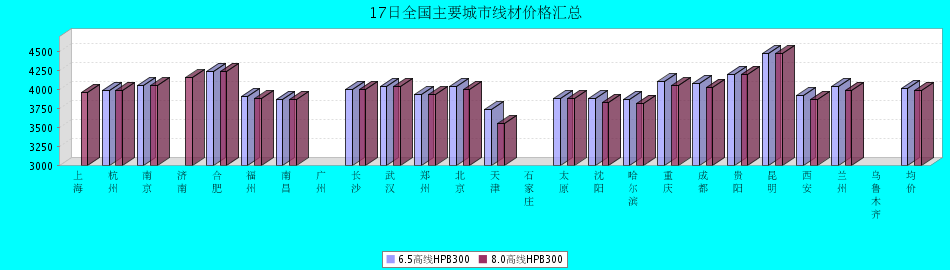 17日全国主要城市线材价格汇总
4500
4250
4000
3750
3500
3250
3000
上海 杭州 南京 济南 合肥 福州 南昌 广州 长沙 武汉 郑州 北京 天津 石家庄 太原 沈阳 哈尔滨 重庆 成都 贵阳 昆明 西安 兰州 乌鲁木齐 均价
6.5高线HPB300 8.0高线HPB300